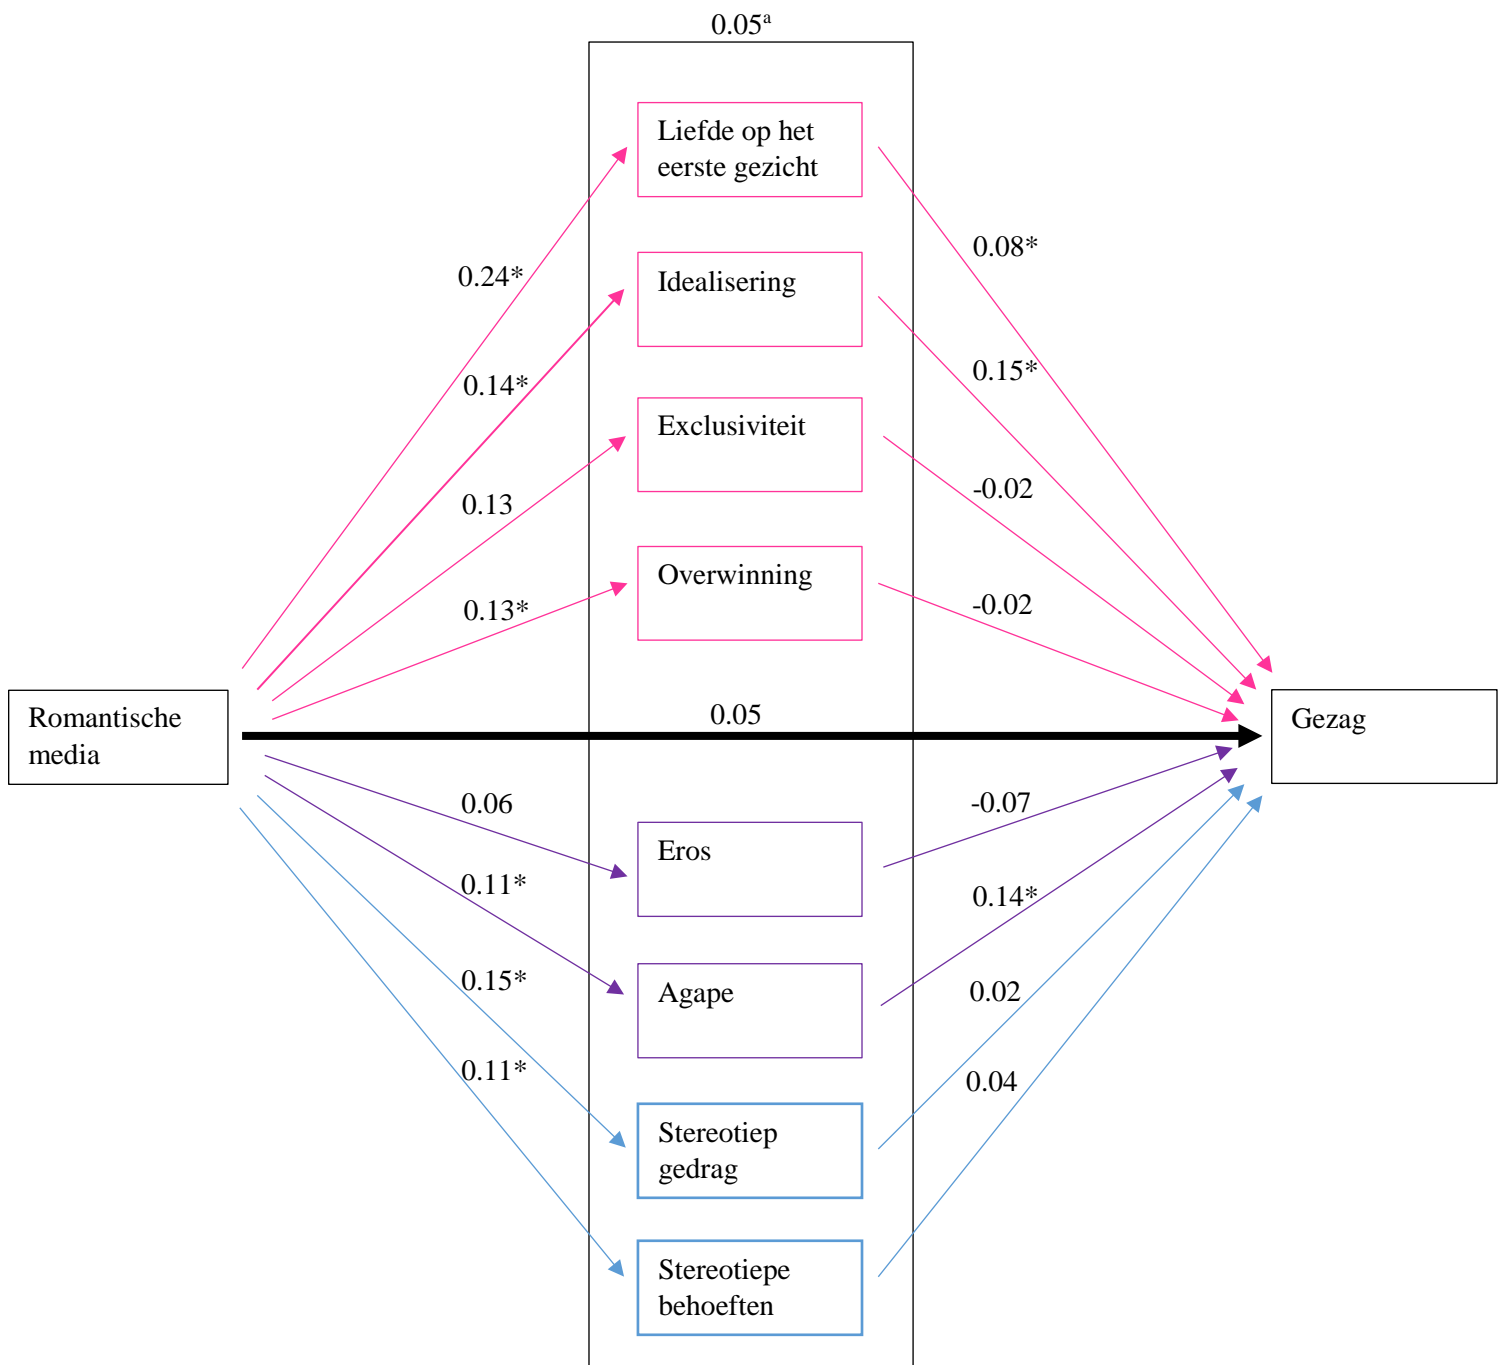 0.05ᵃ
Liefde op het
eerste gezicht
0.08*
0.24*
Idealisering
0.14*
0.15*
Exclusiviteit
0.13
-0.02
Overwinning
0.13*
-0.02
Romantische
media
0.05
Gezag
0.06
-0.07
Eros
0.11*
0.14*
0.15*
Agape
0.02
0.11*
0.04
Stereotiep
gedrag
Stereotiepe
behoeften